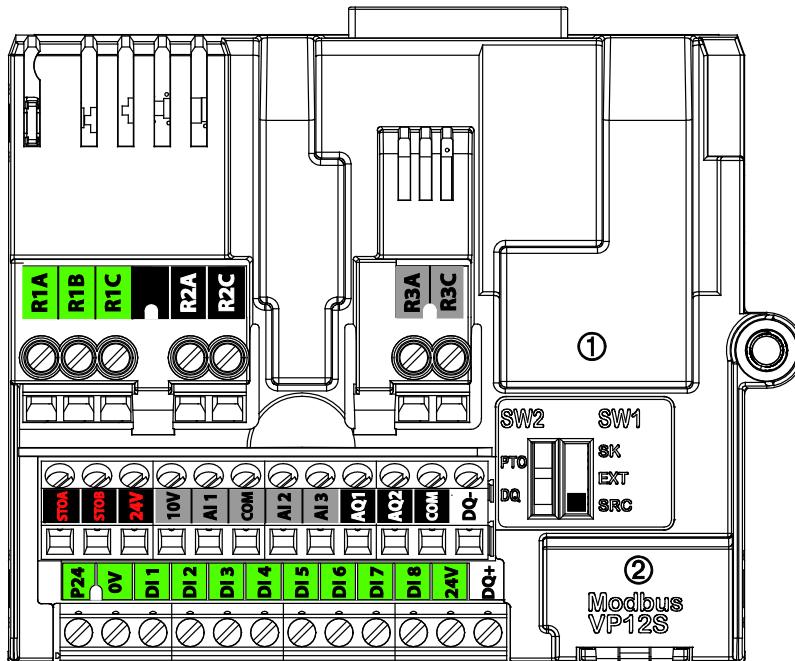 R1A R1B R1C R2A R2C R3A R3C
①
SW2 SW1
PTO SK
EXT
DQ SRC
STOA STOB 24V 10V AI1 COM AI2 AI3 AQ1 AQ2 COM DQ-
P24 0V DI1 DI2 DI3 DI4 DI5 DI6 DI7 DI8 24V DQ+
②
Modbus
VP12S